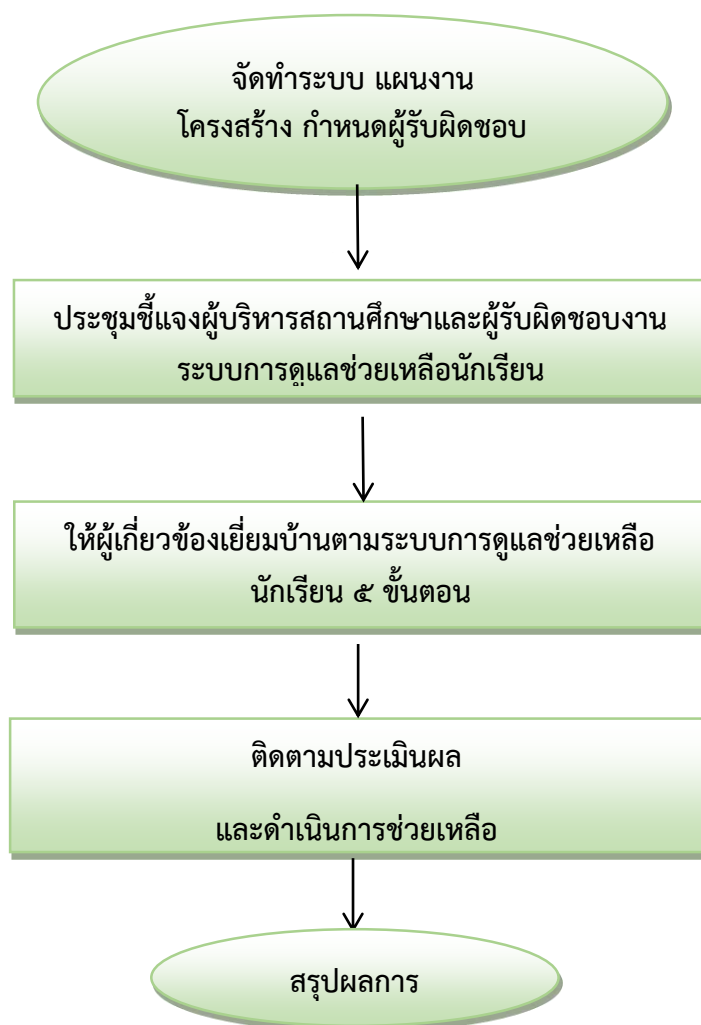 จัดทำระบบ แผนงาน
โครงสร้าง กำหนดผู้รับผิดชอบ
ประชุมชี้แจงผู้บริหารสถานศึกษาและผู้รับผิดชอบงาน
ระบบการดูแลช่วยเหลือนักเรียน
ให้ผู้เกี่ยวข้องเยี่ยมบ้านตามระบบการดูแลช่วยเหลือ
นักเรียน ๕ ขั้นตอน
ติดตามประเมินผล
และดำเนินการช่วยเหลือ
สรุปผลการ